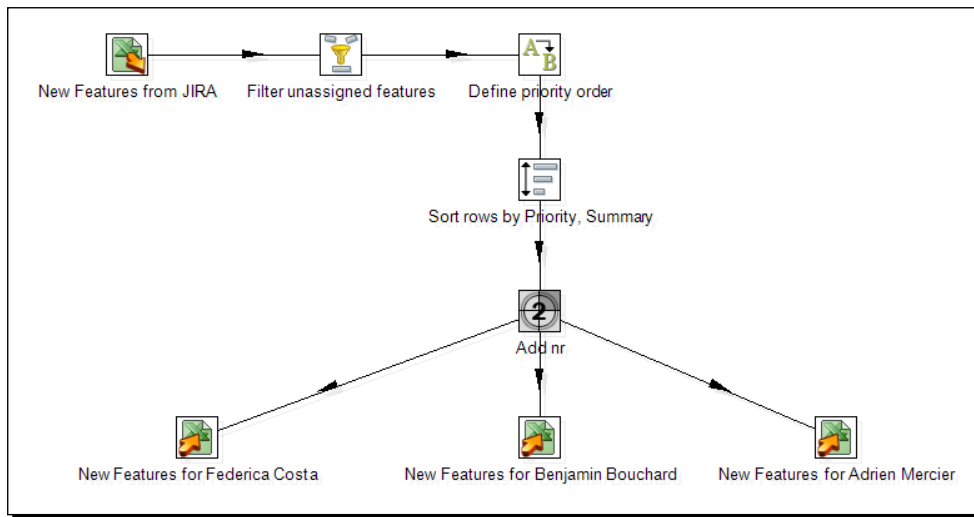 New Features from JIRA
Filter unassigned features
A
B
Define priority order
Sort rows by Priority, Summary
2
Add nr
New Features for Federica Costa
New Features for Benjamin Bouchard
New Features for Adrien Mercier